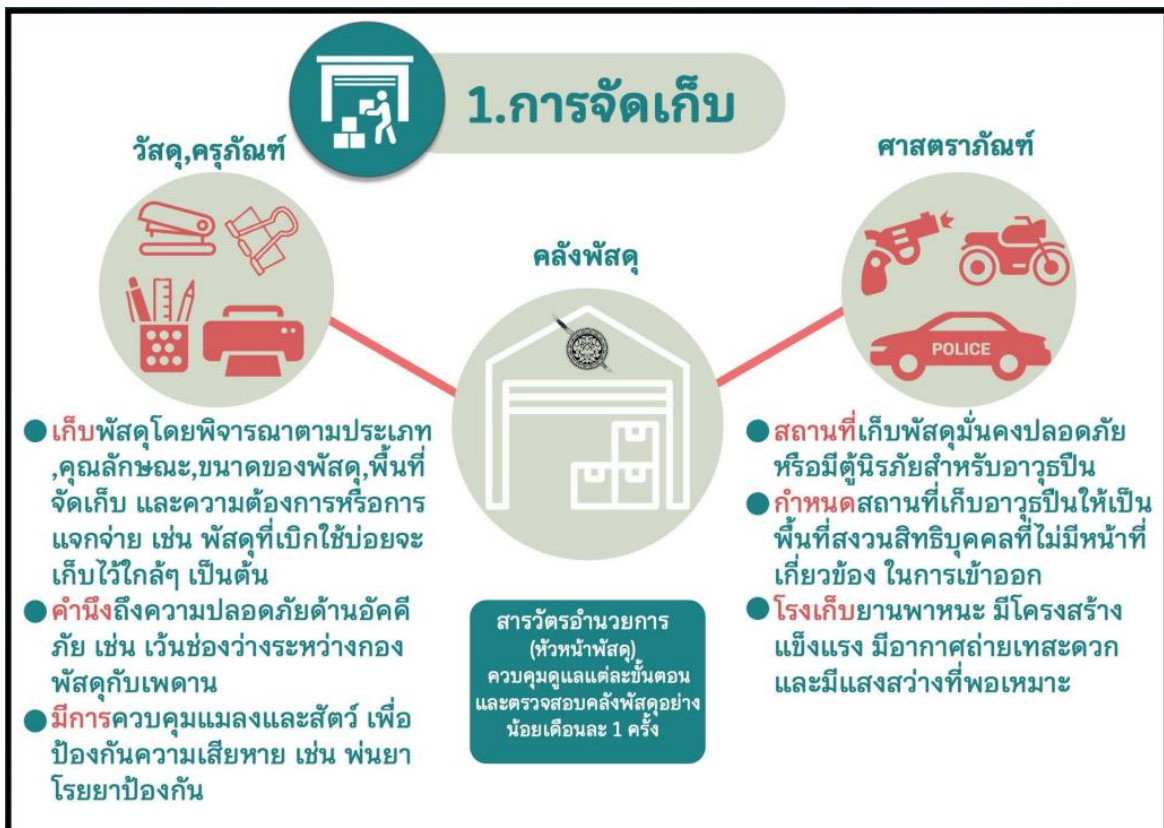 1.การจัดเก็บ
วัสดุ,ครุภัณฑ์
ศาสตราภัณฑ์
คลังพัสดุ
POLICE
เก็บพัสดุโดยพิจารณาตามประเภท
,คุณลักษณะ,ขนาดของพัสดุ,พื้นที่
จัดเก็บ และความต้องการหรือการ
แจกจ่าย เช่น พัสดุที่เบิกใช้บ่อยจะ
เก็บไว้ใกล้ๆ เป็นต้น
คำนึงถึงความปลอดภัยด้านอัคคี
ภัย เช่น เว้นช่องว่างระหว่างกอง
พัสดุกับเพดาน
มีการควบคุมแมลงและสัตว์ เพื่อ
ป้องกันความเสียหาย เช่น พ่นยา
โรยยาป้องกัน
สารวัตรอำนวยการ
(หัวหน้าพัสดุ)
ควบคุมดูแลแต่ละขั้นตอน
และตรวจสอบคลังพัสดุอย่าง
น้อยเดือนละ 1 ครั้ง
สถานที่เก็บพัสดุมั่นคงปลอดภัย
หรือมีตู้นิรภัยสำหรับอาวุธปืน
กำหนดสถานที่เก็บอาวุธปืนให้เป็น
พื้นที่สงวนสิทธิบุคคลที่ไม่มีหน้าที่
เกี่ยวข้อง ในการเข้าออก
โรงเก็บยานพาหนะ มีโครงสร้าง
แข็งแรง มีอากาศถ่ายเทสะดวก
และมีแสงสว่างที่พอเหมาะ